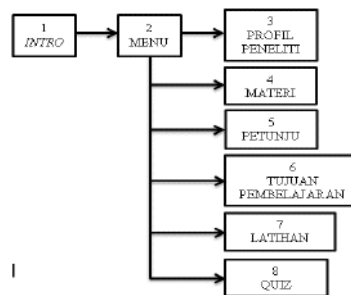 1
INTRO
2
MENU
3
PROFIL
PENELITI
4
MATERI
5
PETUNJU
6
TUJUAN
PEMBELAJARAN
7
LATIHAN
8
QUIZ
l